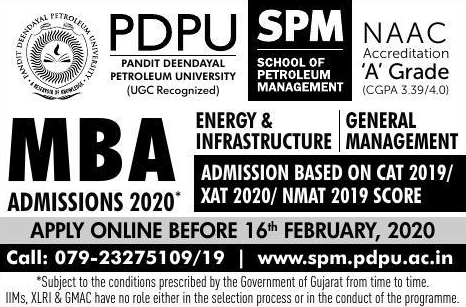 PANDIT DEENDAYAL PETROLEUM UNIVERSITY
PDPU
PANDIT DEENDAYAL
PETROLEUM UNIVERSITY
(UGC Recognized)
SPM
SCHOOL OF
PETROLEUM
MANAGEMENT
NAAC
Accreditation
'A' Grade
(CGPA 3.39/4.0)
MBA
ADMISSIONS 2020*
ENERGY &
INFRASTRUCTURE
GENERAL
MANAGEMENT
ADMISSION BASED ON CAT 2019/
XAT 2020/ NMAT 2019 SCORE
APPLY ONLINE BEFORE 16th FEBRUARY, 2020
Call: 079-23275109/19 | www.spm.pdpu.ac.in
*Subject to the conditions prescribed by the Government of Gujarat from time to time.
IIMs, XLRI & GMAC have no role either in the selection process or in the conduct of the programme.